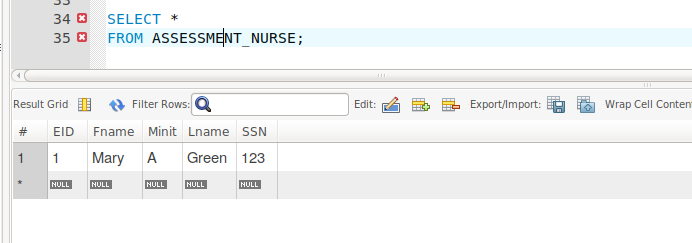 33
34 SELECT *
35 FROM ASSESSMENT_NURSE;
Result Grid Filter Rows: Edit: Export/Import: Wrap Cell Conten
# EID Fname Minit Lname SSN
1 1 Mary A Green 123
* NULL NULL NULL NULL NULL